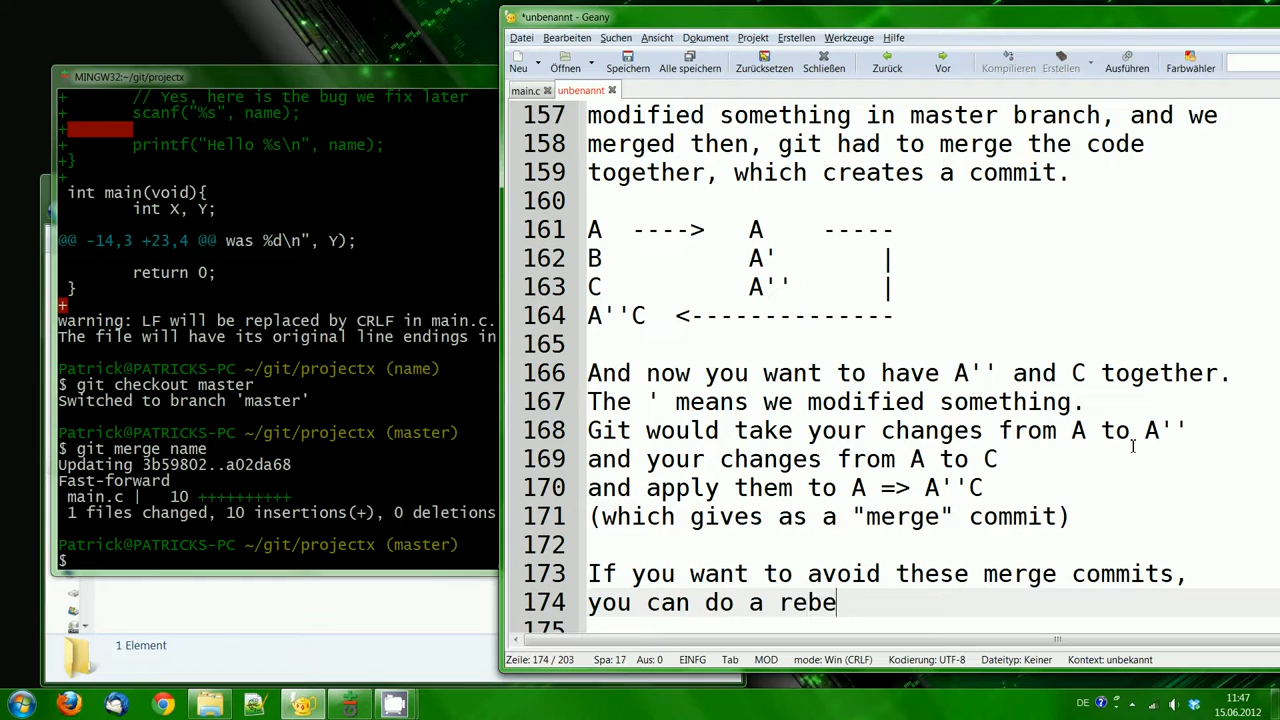 *unbenannt - Geany
Datei Bearbeiten Suchen Ansicht Dokument Projekt Erstellen Werkzeuge Hilfe
Neu Öffnen Speichern Alle speichern Zurücksetzen Schließen Zurück Vor Kompilieren Erstellen Ausführen Farbwähler
main.c unbenannt
157 modified something in master branch, and we
158 merged then, git had to merge the code
159 together, which creates a commit.
160
161 A ----> A -----
162 B A' |
163 C A'' |
164 A''C <--------------
165
166 And now you want to have A'' and C together.
167 The ' means we modified something.
168 Git would take your changes from A to A''
169 and your changes from A to C
170 and apply them to A => A''C
171 (which gives as a "merge" commit)
172
173 If you want to avoid these merge commits,
174 you can do a rebe
175
Zeile: 174 / 203 Spa: 17 Aus: 0 EINFG Tab MOD mode: Win (CRLF) Kodierung: UTF-8 Dateityp: Keiner Kontext: unbekannt
MINGW32:~/git/projectx
+ // Yes, here is the bug we fix later
+ scanf("%s", name);
+
+ printf("Hello %s\n", name);
+}
+
int main(void){
int X, Y;
@@ -14,3 +23,4 @@ was %d\n", Y);
return 0;
}
+
warning: LF will be replaced by CRLF in main.c.
The file will have its original line endings in
Patrick@PATRICKS-PC ~/git/projectx (name)
$ git checkout master
Switched to branch 'master'
Patrick@PATRICKS-PC ~/git/projectx (master)
$ git merge name
Updating 3b59802..a02da68
Fast-forward
main.c | 10 ++++++++++
1 files changed, 10 insertions(+), 0 deletions
Patrick@PATRICKS-PC ~/git/projectx (master)
$
1 Element
DE
11:47
15.06.2012